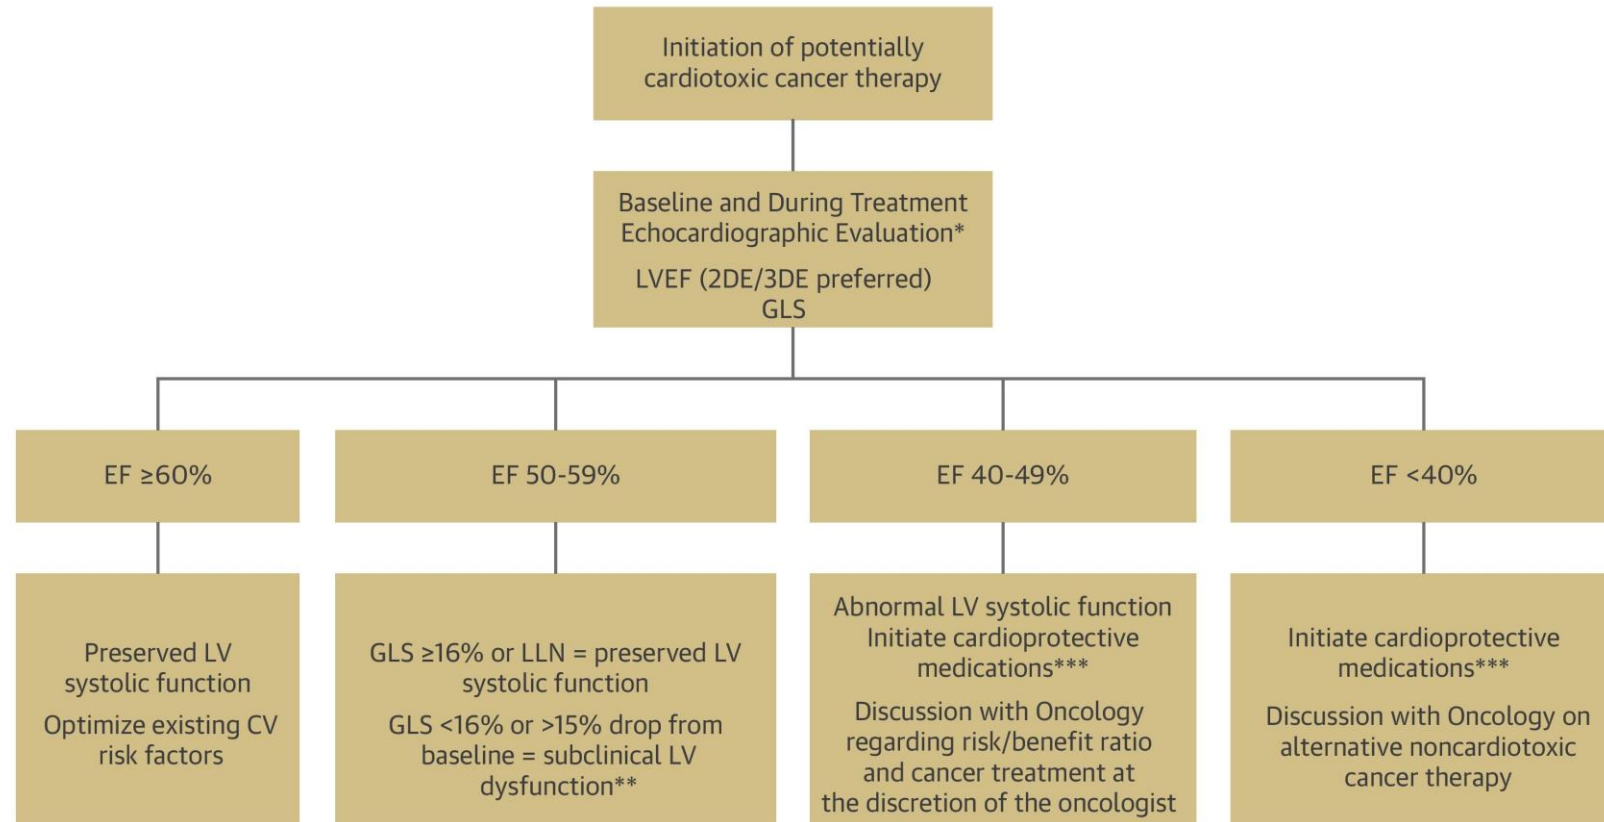 Initiation of potentially
cardiotoxic cancer therapy
Baseline and During Treatment
Echocardiographic Evaluation*
LVEF (2DE/3DE preferred)
GLS
EF ≥60%
EF 50-59%
EF 40-49%
EF <40%
Preserved LV
systolic function
Optimize existing CV
risk factors
GLS ≥16% or LLN = preserved LV
systolic function
GLS <16% or >15% drop from
baseline = subclinical LV
dysfunction**
Abnormal LV systolic function
Initiate cardioprotective
medications***
Discussion with Oncology
regarding risk/benefit ratio
and cancer treatment at
the discretion of the oncologist
Initiate cardioprotective
medications***
Discussion with Oncology on
alternative noncardiotoxic
cancer therapy